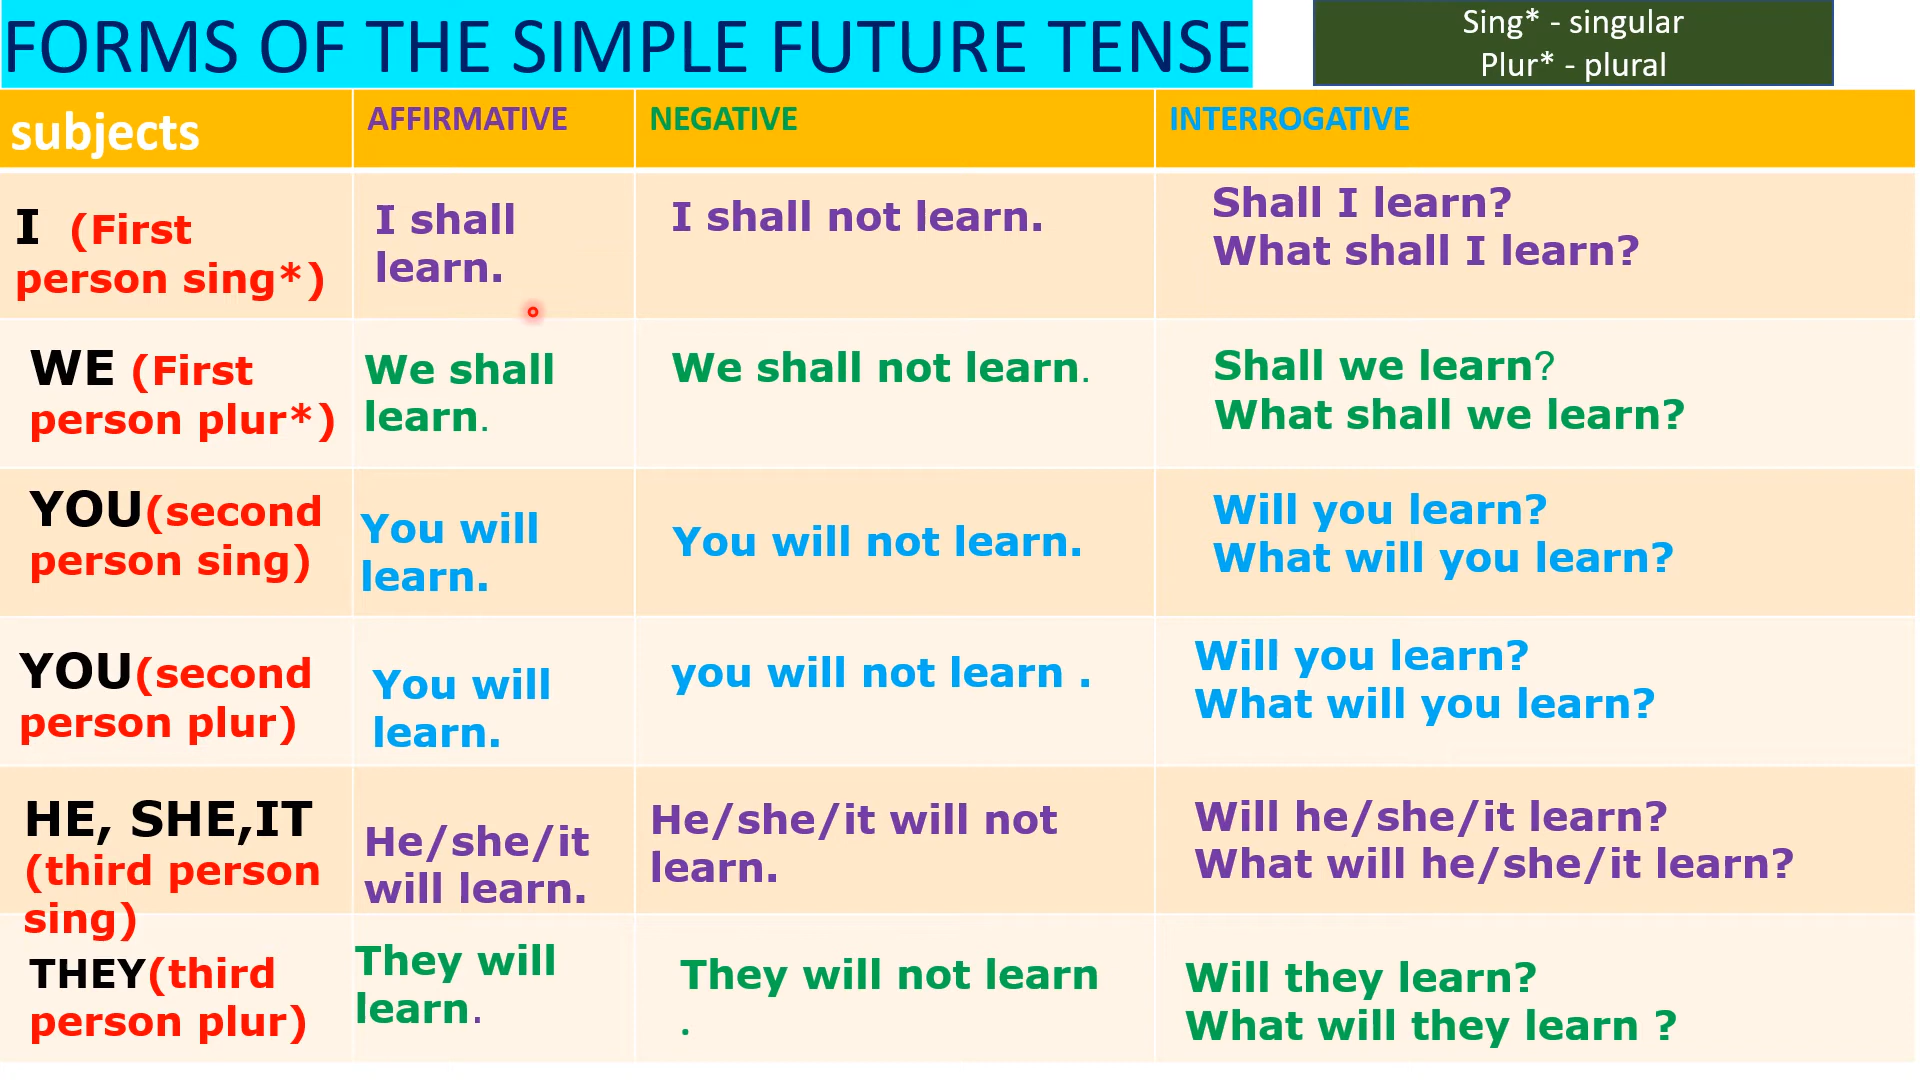 FORMS OF THE SIMPLE FUTURE TENSE
Sing* - singular
Plur* - plural
subjects
AFFIRMATIVE
NEGATIVE
INTERROGATIVE
I (First
person sing*)
I shall
learn.
I shall not learn.
Shall I learn?
What shall I learn?
WE (First
person plur*)
We shall
learn.
We shall not learn.
Shall we learn?
What shall we learn?
YOU(second
person sing)
You will
learn.
You will not learn.
Will you learn?
What will you learn?
YOU(second
person plur)
You will
learn.
you will not learn .
Will you learn?
What will you learn?
HE, SHE,IT
(third person
sing)
He/she/it
will learn.
He/she/it will not
learn.
Will he/she/it learn?
What will he/she/it learn?
THEY(third
person plur)
They will
learn.
They will not learn
.
Will they learn?
What will they learn ?